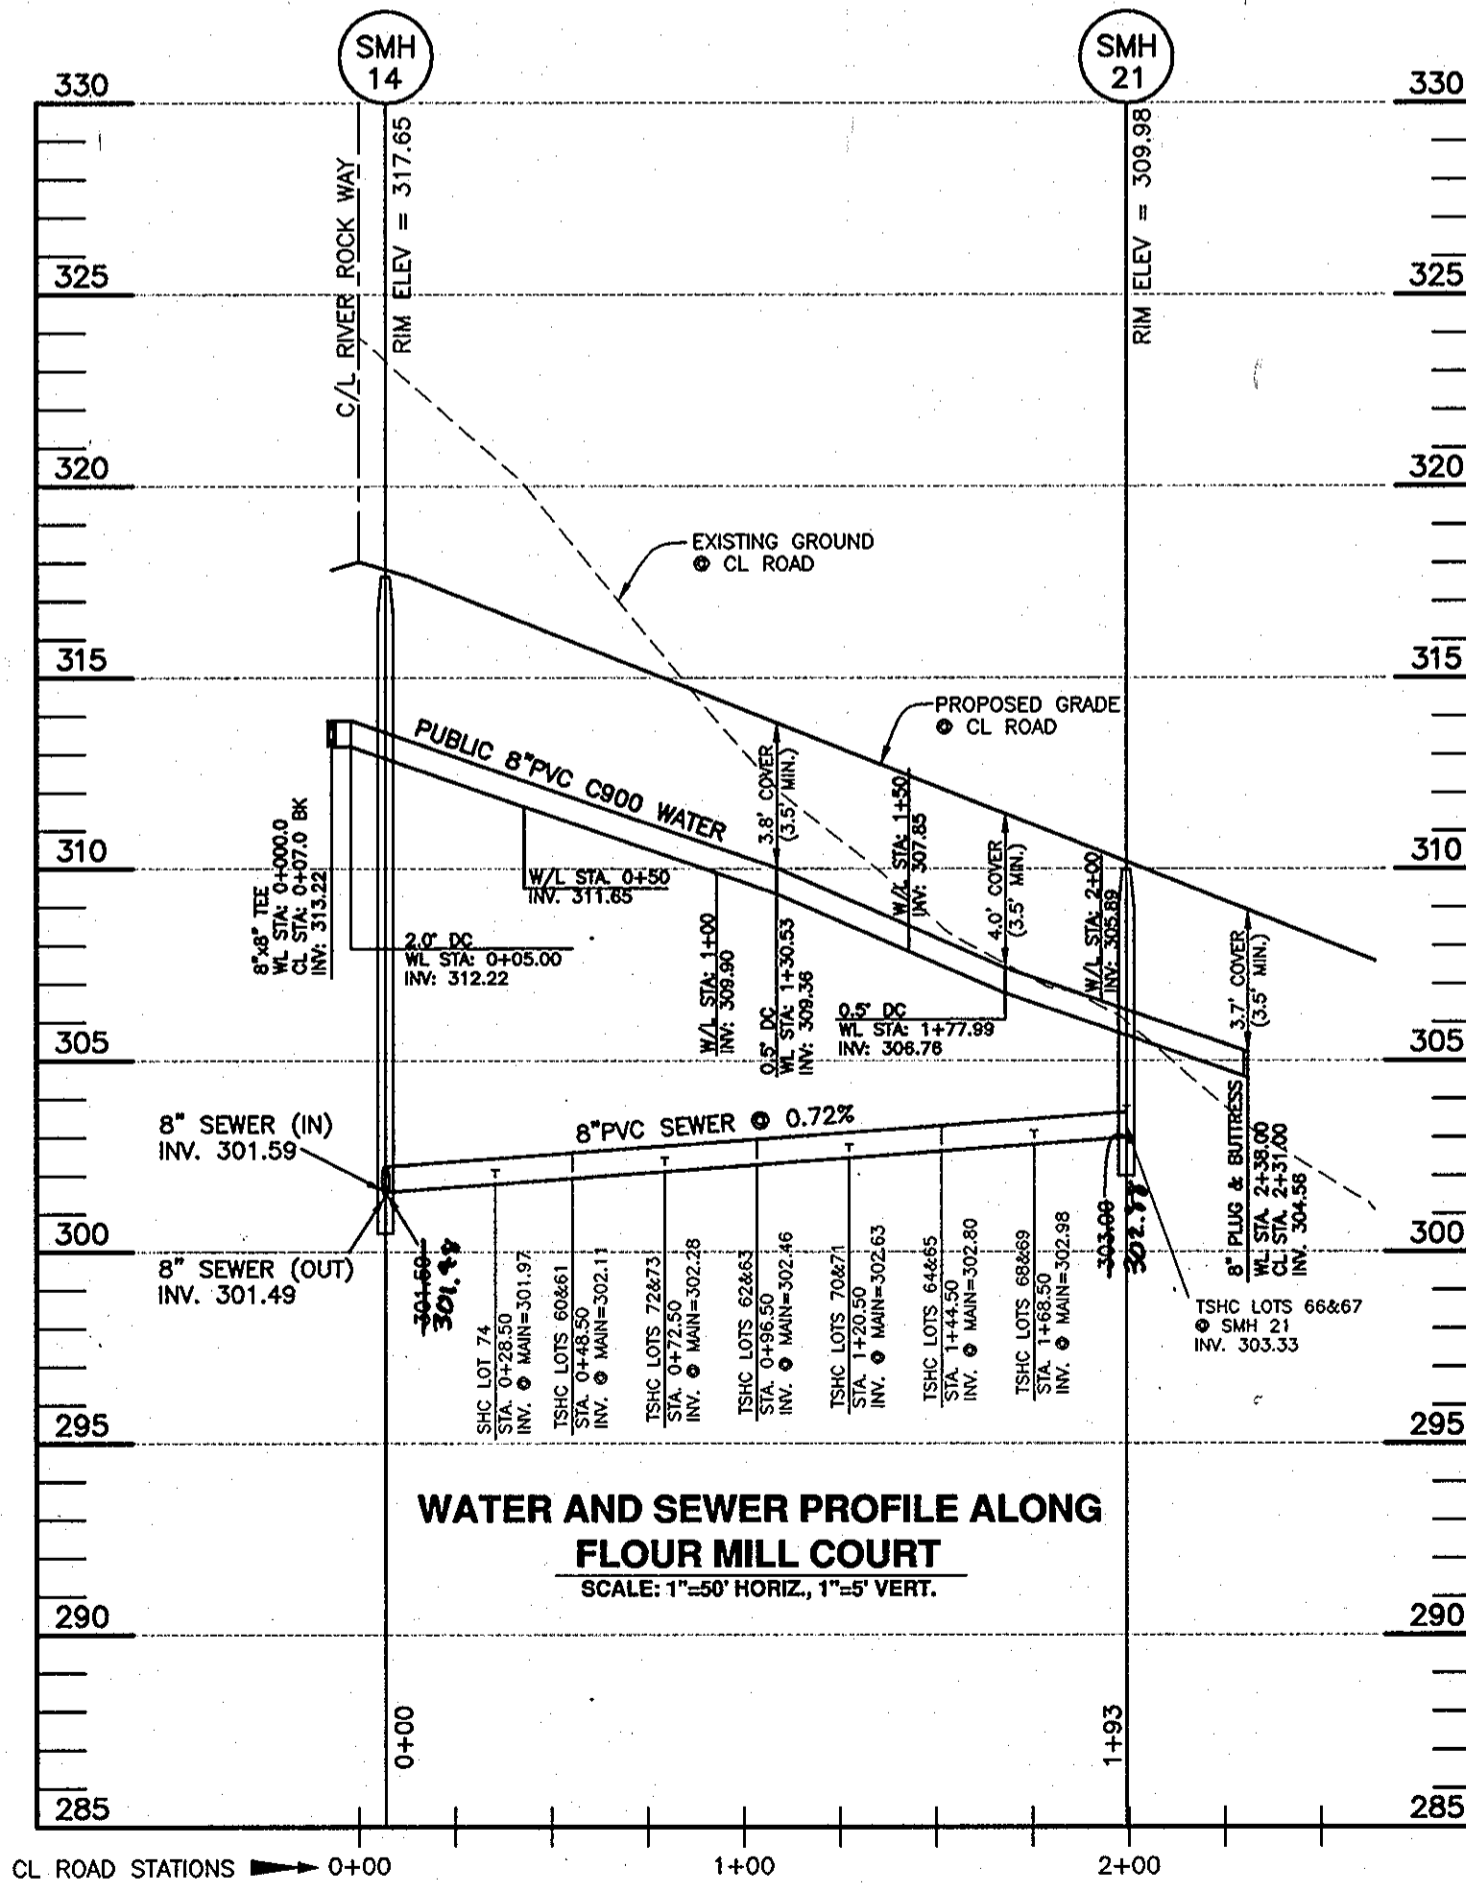 SMH
14
SMH
21
330
330
325
325
320
320
315
315
310
310
305
305
300
300
295
295
290
290
285
285
C/L RIVER ROCK WAY
RIM ELEV = 317.65
RIM ELEV = 309.98
EXISTING GROUND
@ CL ROAD
PROPOSED GRADE
@ CL ROAD
PUBLIC 8"PVC C900 WATER
8"x8" TEE
WL STA: 0+000.0
CL STA: 0+07.0 BK
INV: 313.22
2.0° DC
WL STA: 0+05.00
INV: 312.22
W/L STA. 0+50
INV. 311.65
W/L STA: 1+00
INV: 309.90
3.8' COVER
(3.5' MIN.)
0.5° DC
WL STA: 1+30.53
INV: 309.36
W/L STA: 1+50
INV: 307.85
4.0' COVER
(3.5' MIN.)
0.5° DC
WL STA: 1+77.99
INV: 306.76
W/L STA: 2+00
INV: 305.89
3.7' COVER
(3.5' MIN.)
8" PLUG & BUTTRESS
WL STA. 2+38.00
CL STA. 2+31.00
INV. 304.56
8"PVC SEWER @ 0.72%
8" SEWER (IN)
INV. 301.59
8" SEWER (OUT)
INV. 301.49
SHC LOT 74
STA. 0+28.50
INV. @ MAIN=301.97
TSHC LOTS 60&61
STA. 0+48.50
INV. @ MAIN=302.11
TSHC LOTS 72&73
STA. 0+72.50
INV. @ MAIN=302.28
TSHC LOTS 62&63
STA. 0+96.50
INV. @ MAIN=302.46
TSHC LOTS 70&71
STA. 1+20.50
INV. @ MAIN=302.63
TSHC LOTS 64&65
STA. 1+44.50
INV. @ MAIN=302.80
TSHC LOTS 68&69
STA. 1+68.50
INV. @ MAIN=302.98
303.00
TSHC LOTS 66&67
@ SMH 21
INV. 303.33
WATER AND SEWER PROFILE ALONG
FLOUR MILL COURT
SCALE: 1"=50' HORIZ., 1"=5' VERT.
0+00
1+93
CL ROAD STATIONS
0+00
1+00
2+00